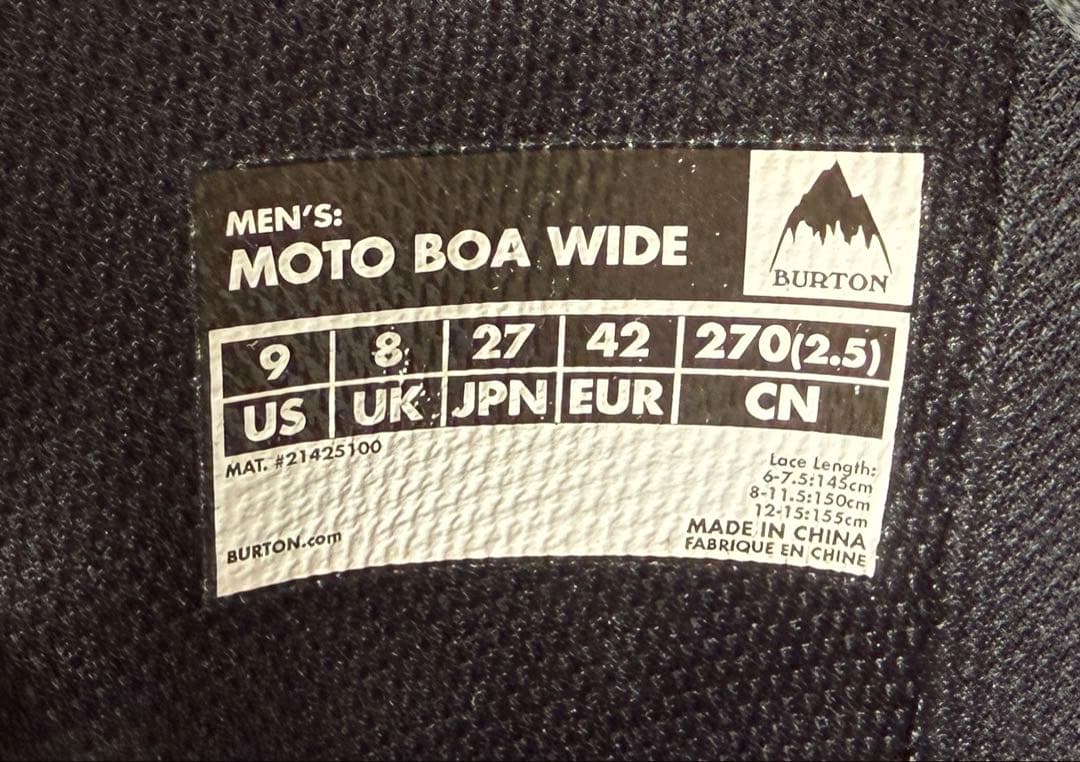 MEN'S:
MOTO BOA WIDE
BURTON
9 8 27 42 270(2.5)
US UK JPN EUR CN
MAT. #21425100
Lace Length:
6-7.5:145cm
8-11.5:150cm
12-15:155cm
BURTON.com
MADE IN CHINA
FABRIQUE EN CHINE